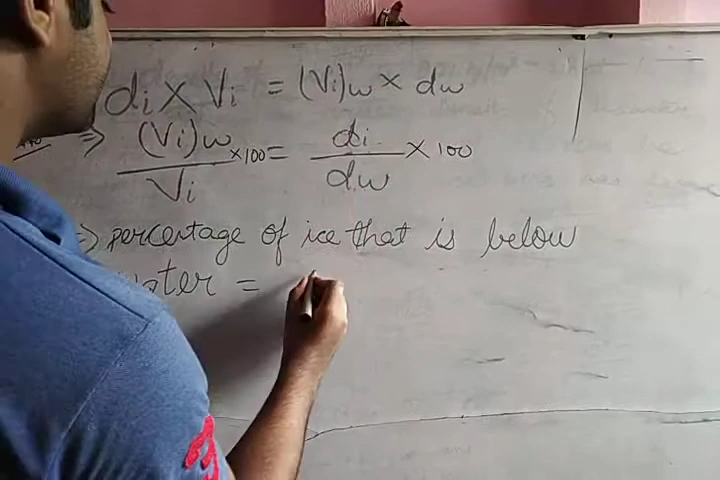 di × Vi = (Vi)w × dw
⇒ (Vi)w / Vi ×100 = di / dw × 100
⇒ percentage of ice that is below
water =